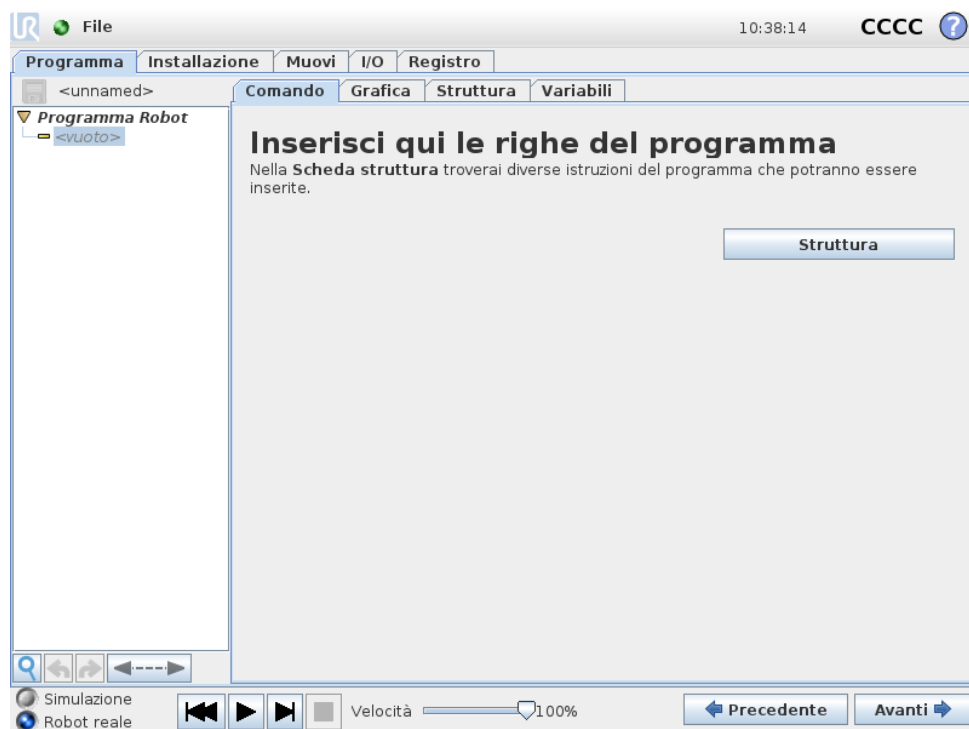 UR File 10:38:14 CCCC ?
Programma Installazione Muovi I/O Registro
<unnamed> Comando Grafica Struttura Variabili
Programma Robot
<vuoto>
Inserisci qui le righe del programma
Nella Scheda struttura troverai diverse istruzioni del programma che potranno essere
inserite.
Struttura
Simulazione
Robot reale
Velocità 100%
Precedente Avanti